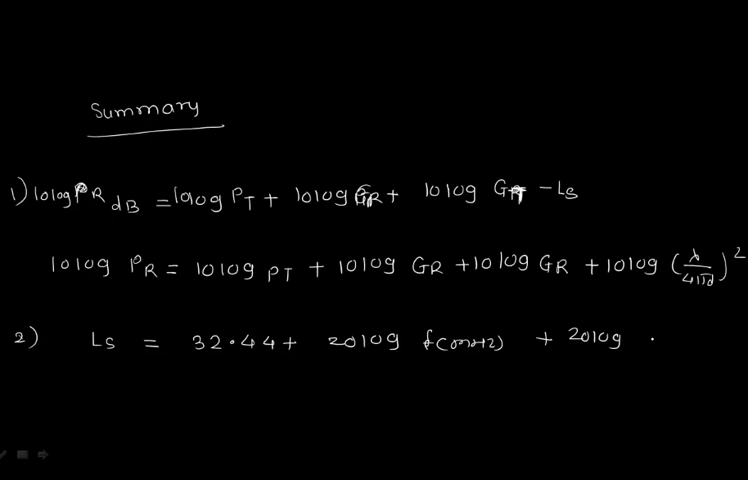 Summary
1) 10log PR dB = 10log PT + 10log GR + 10log GT - Ls
10log PR = 10log PT + 10log GR + 10log GR + 10log (λ/4πd)²
2) Ls = 32.44 + 20log f(MHz) + 20log .